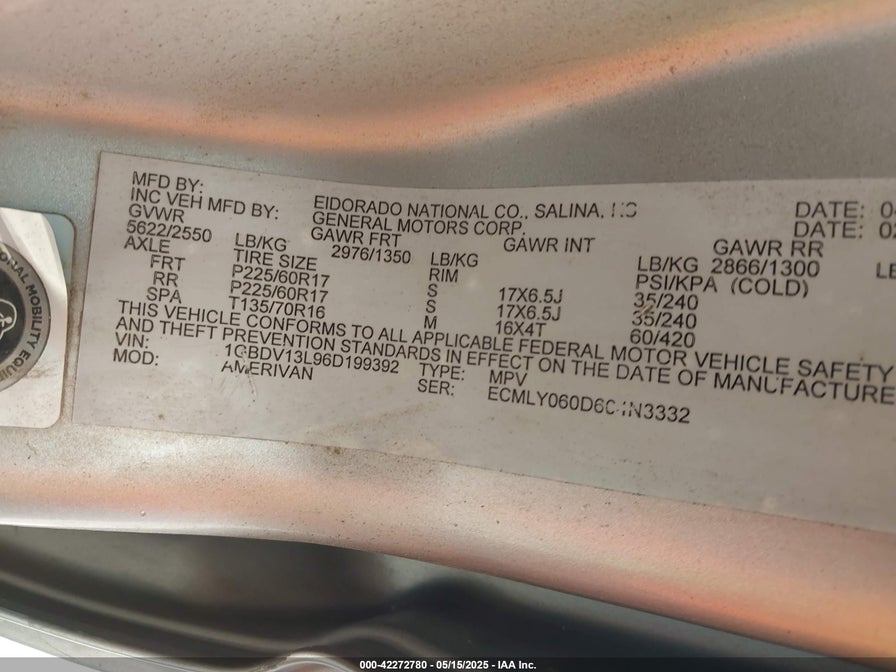 MFD BY: EIDORADO NATIONAL CO., SALINA, DATE: 04
INC VEH MFD BY: GENERAL MOTORS CORP. DATE: 02
GVWR GAWR FRT GAWR INT GAWR RR
5622/2550 LB/KG 2976/1350 LB/KG LB/KG 2866/1300
AXLE TIRE SIZE RIM PSI/KPA (COLD)
FRT P225/60R17 S 17X6.5J 35/240
RR P225/60R17 S 17X6.5J 35/240
SPA T135/70R16 M 16X4T 60/420
THIS VEHICLE CONFORMS TO ALL APPLICABLE FEDERAL MOTOR VEHICLE SAFETY
AND THEFT PREVENTION STANDARDS IN EFFECT ON THE DATE OF MANUFACTURE
VIN: 1GBDV13L96D199392 TYPE: MPV
MOD: AMERIVAN SER:
MOBILITY
000-42272780 - 05/15/2025 - IAA Inc.